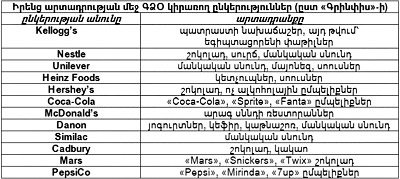 Իրենց արտադրության մեջ ԳՁՕ կիրառող ընկերություններ (ըստ «Գրինփիս»-ի)
ընկերության անունը արտադրանքը
Kellogg's պատրաստի նախաճաշեր, այդ թվում՝
եգիպտացորենի փաթիլներ
Nestle շոկոլադ, սուրճ, մանկական սնունդ
Unilever մանկական սնունդ, մայոնեզ, սոուսներ
Heinz Foods կետչուպներ, սոուսներ
Hershey's շոկոլադ, ոչ ալկոհոլային ըմպելիքներ
Coca-Cola «Coca-Cola», «Sprite», «Fanta» ըմպելիքներ
McDonald's արագ սննդի ռեստորաններ
Danon յոգուրտներ, կեֆիր, կաթնաշոռ, մանկական սնունդ
Similac մանկական սնունդ
Cadbury շոկոլադ, կակաո
Mars «Mars», «Snickers», «Twix» շոկոլադ
PepsiCo «Pepsi», «Mirinda», «7up» ըմպելիքներ